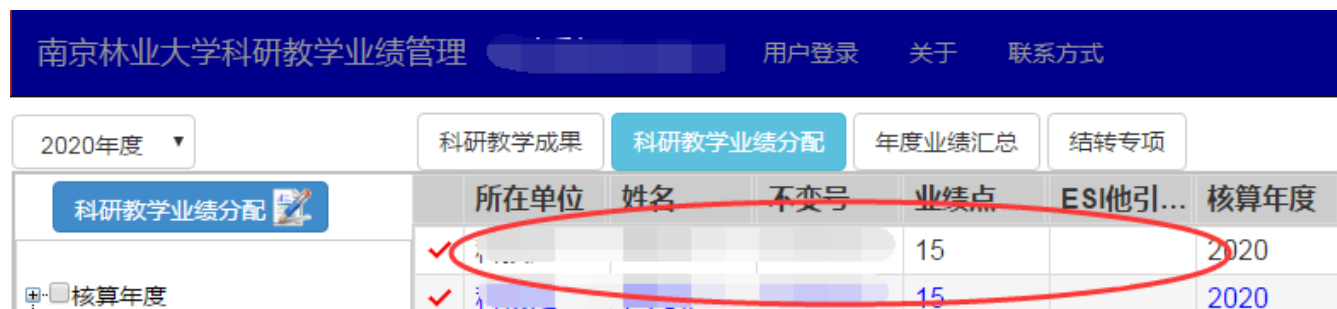 南京林业大学科研教学业绩管理 用户登录 关于 联系方式
2020年度 科研教学成果 科研教学业绩分配 年度业绩汇总 结转专项
科研教学业绩分配 所在单位 姓名 不变号 业绩点 ESI他引... 核算年度
15 2020
核算年度 15 2020